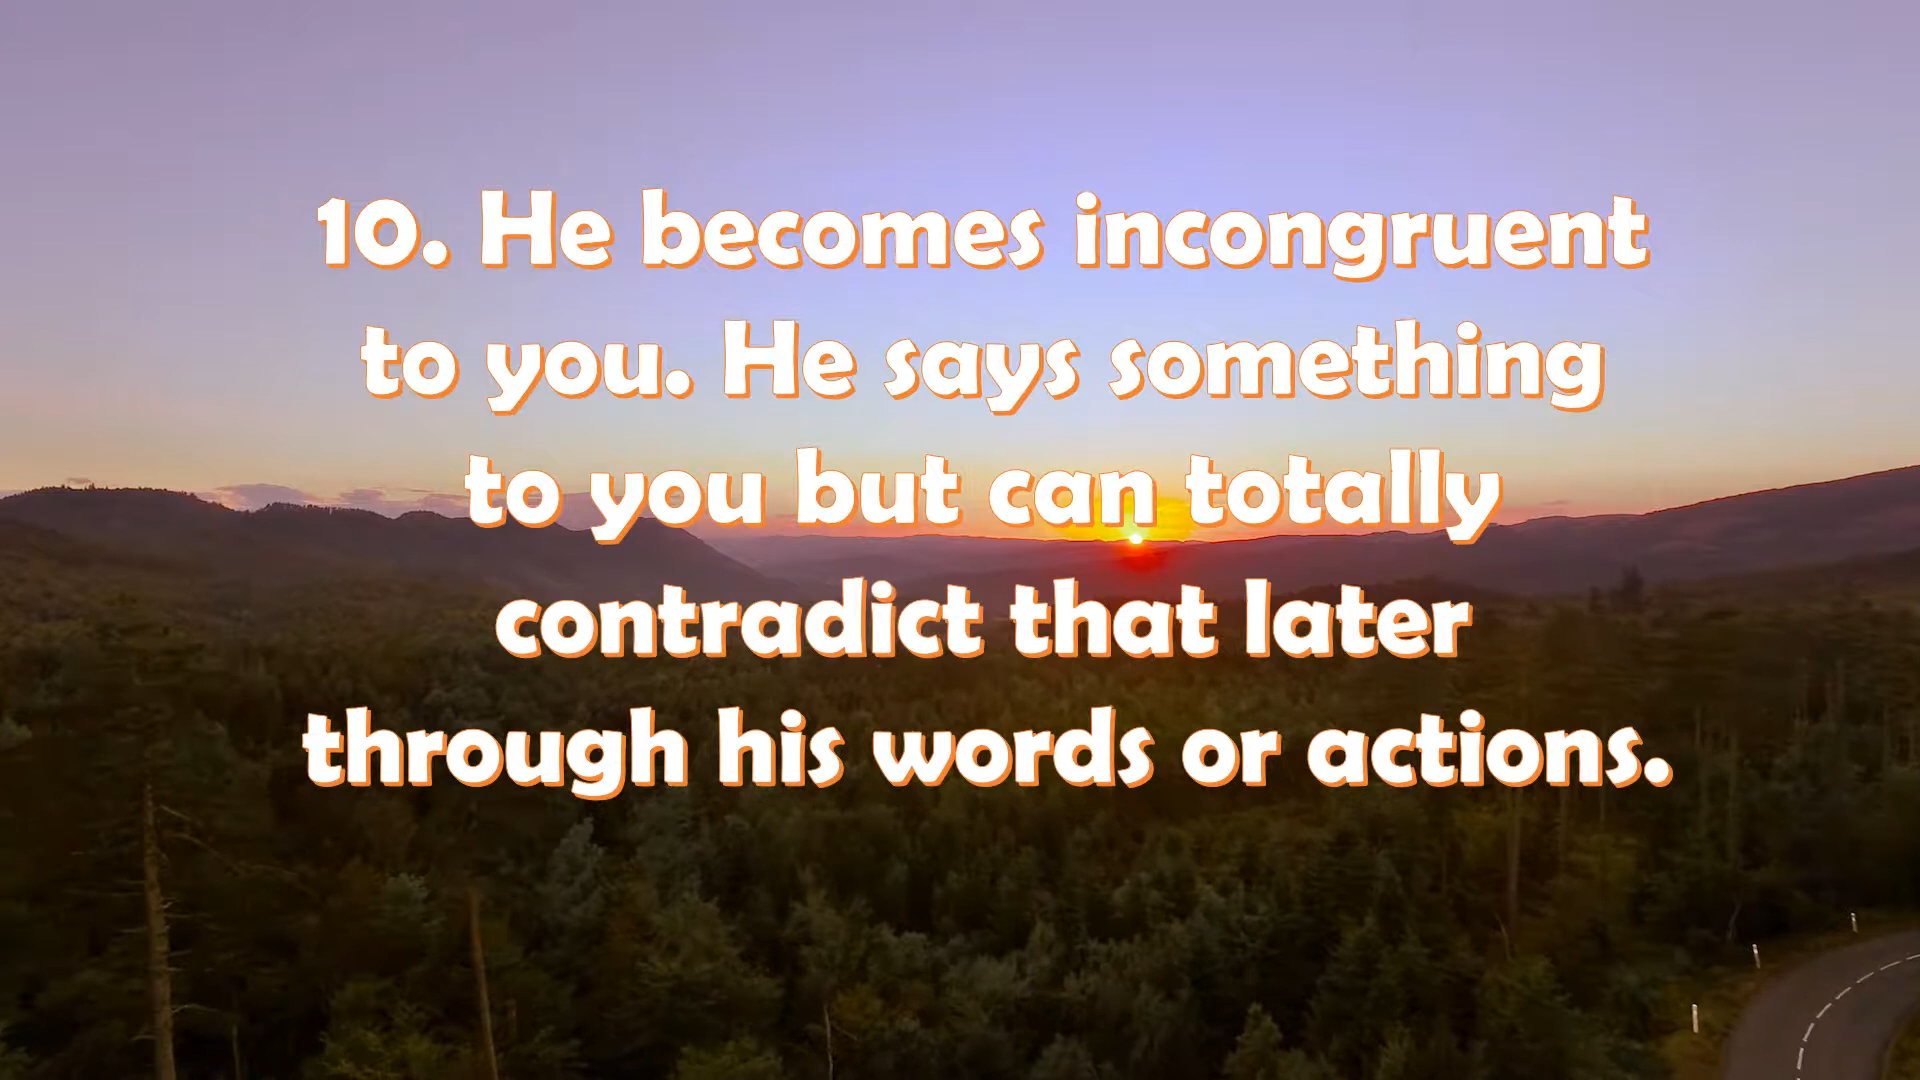 10. He becomes incongruent
to you. He says something
to you but can totally
contradict that later
through his words or actions.